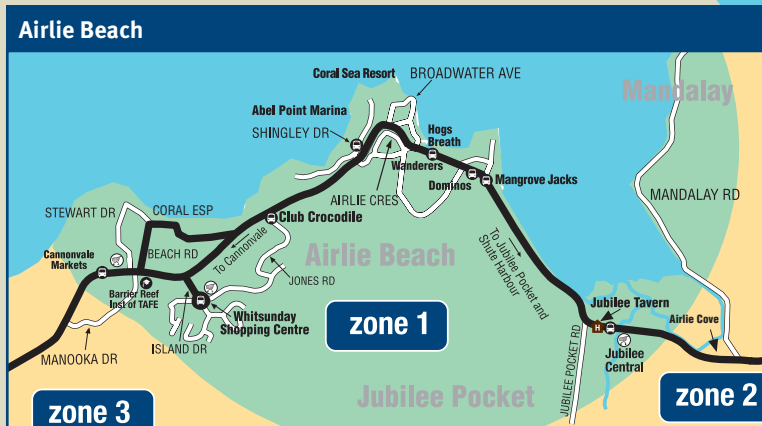 Airlie Beach
Coral Sea Resort
BROADWATER AVE
Mandalay
Abel Point Marina
SHINGLEY DR
Hogs
Breath
Wanderers
Dominos
Mangrove Jacks
AIRLIE CRES
MANDALAY RD
STEWART DR
CORAL ESP
Club Crocodile
To Cannonvale
BEACH RD
Airlie Beach
To Jubilee Pocket and
Shute Harbour
Cannonvale
Markets
Barrier Reef
Inst of TAFE
JONES RD
Whitsunday
Shopping Centre
zone 1
Jubilee Tavern
H
Airlie Cove
ISLAND DR
MANOOKA DR
JUBILEE POCKET RD
Jubilee
Central
Jubilee Pocket
zone 2
zone 3